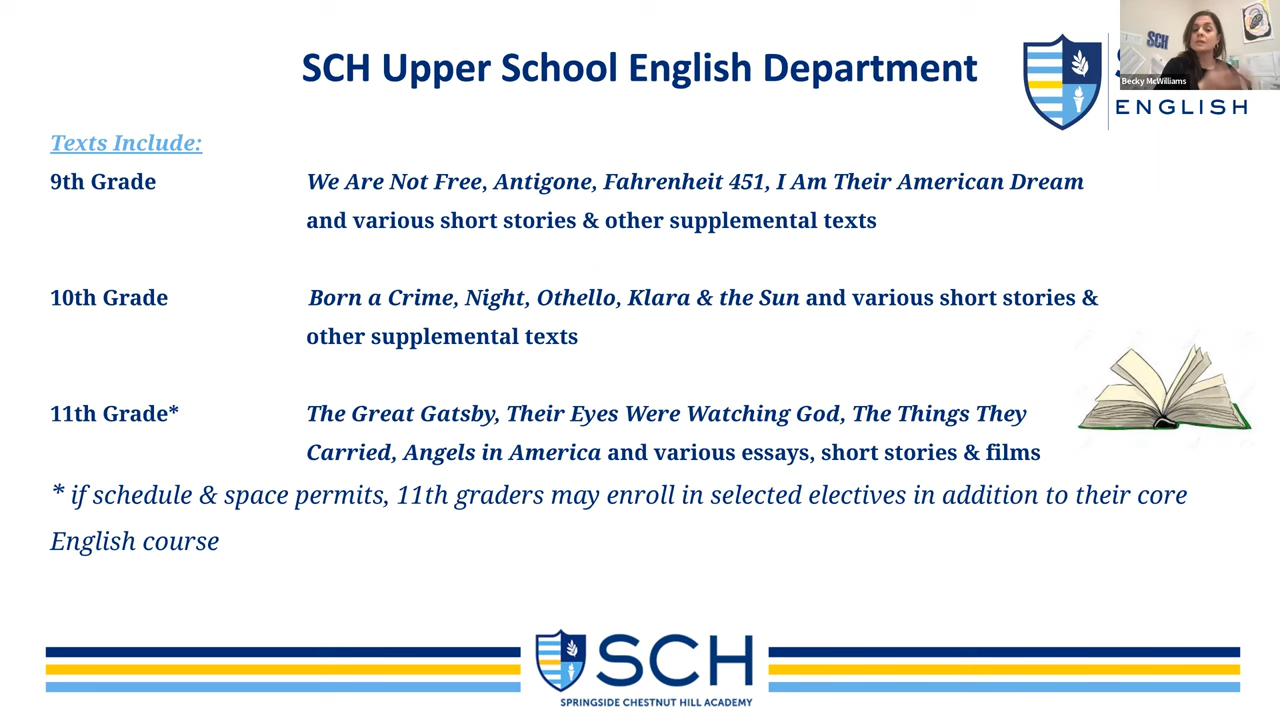 SCH Upper School English Department
SCH
Becky McWilliams
ENGLISH
Texts Include:
9th Grade We Are Not Free, Antigone, Fahrenheit 451, I Am Their American Dream
and various short stories & other supplemental texts
10th Grade Born a Crime, Night, Othello, Klara & the Sun and various short stories &
other supplemental texts
11th Grade* The Great Gatsby, Their Eyes Were Watching God, The Things They
Carried, Angels in America and various essays, short stories & films
* if schedule & space permits, 11th graders may enroll in selected electives in addition to their core
English course
SCH
SPRINGSIDE CHESTNUT HILL ACADEMY